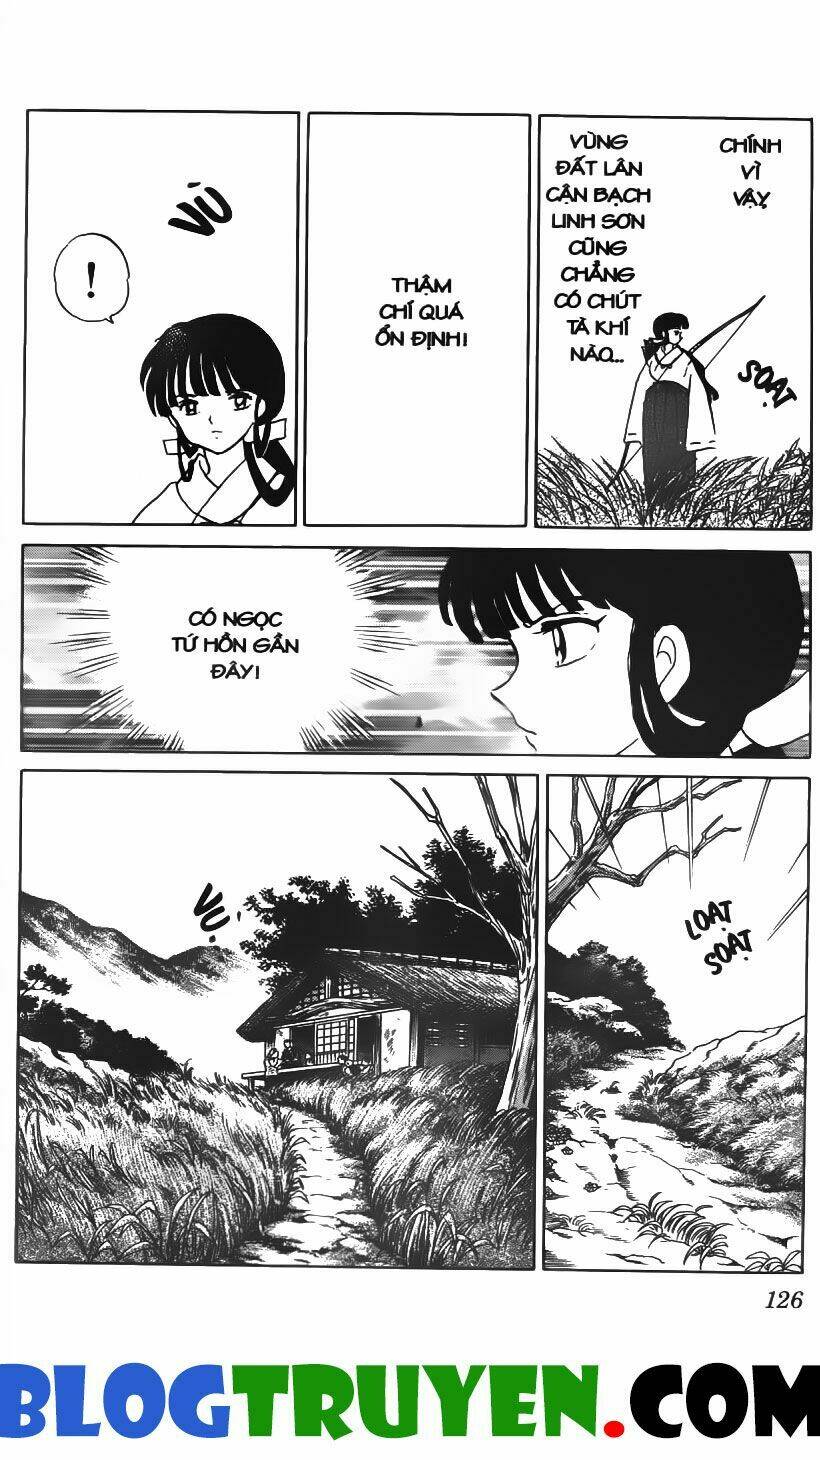 CHÍNH
VÌ
VẬY,
VÙNG
ĐẤT LÂN
CẬN BẠCH
LINH SƠN
CŨNG
CHẲNG
CÓ CHÚT
TÀ KHÍ
NÀO...
SOẠT
THẬM
CHÍ QUÁ
ỔN ĐỊNH!
VỤ
!
CÓ NGỌC
TỨ HỒN GẦN
ĐÂY!
LOẠT
SOẠT
VỤ
126
BLOGTRUYEN.COM